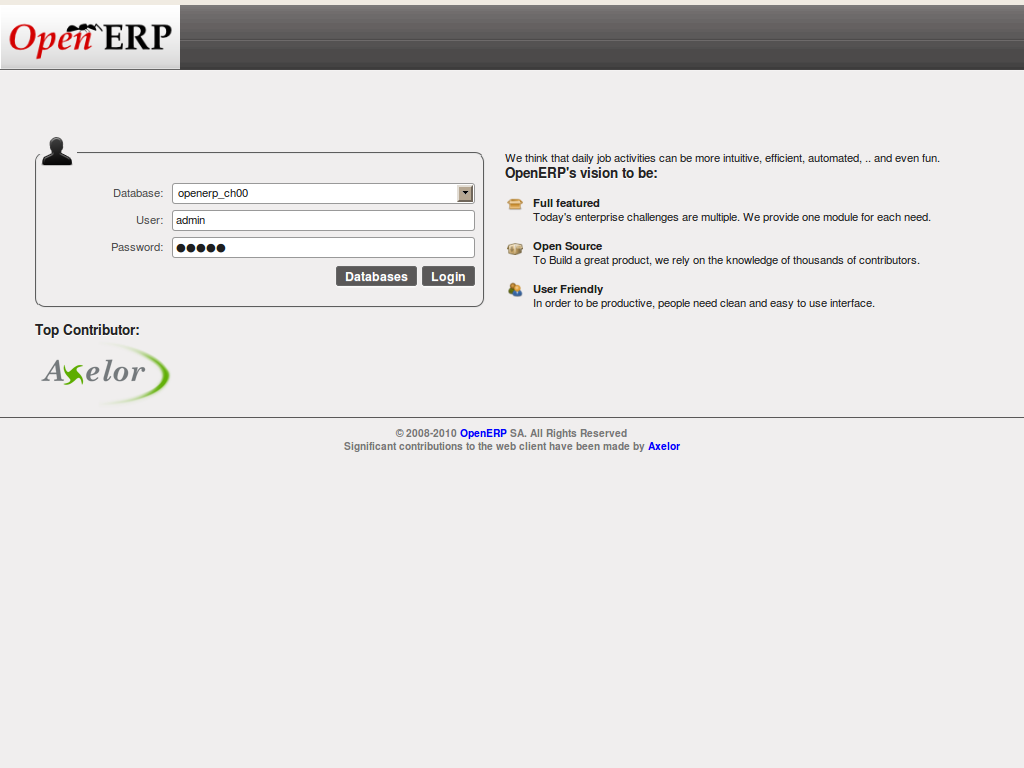 Open ERP
Database: openerp_ch00
User: admin
Password: ●●●●●
Databases Login
We think that daily job activities can be more intuitive, efficient, automated, .. and even fun.
OpenERP's vision to be:
Full featured
Today's enterprise challenges are multiple. We provide one module for each need.
Open Source
To Build a great product, we rely on the knowledge of thousands of contributors.
User Friendly
In order to be productive, people need clean and easy to use interface.
Top Contributor:
Axelor
© 2008-2010 OpenERP SA. All Rights Reserved
Significant contributions to the web client have been made by Axelor